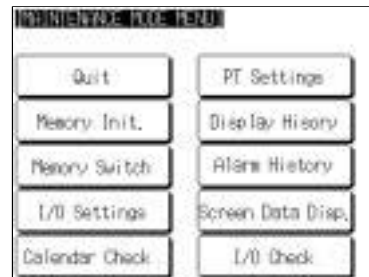 MAINTENANCE MODE MENU
Quit
PT Settings
Memory Init.
Display Hisory
Memory Switch
Alarm History
I/O Settings
Screen Data Disp.
Calendar Check
I/O Check